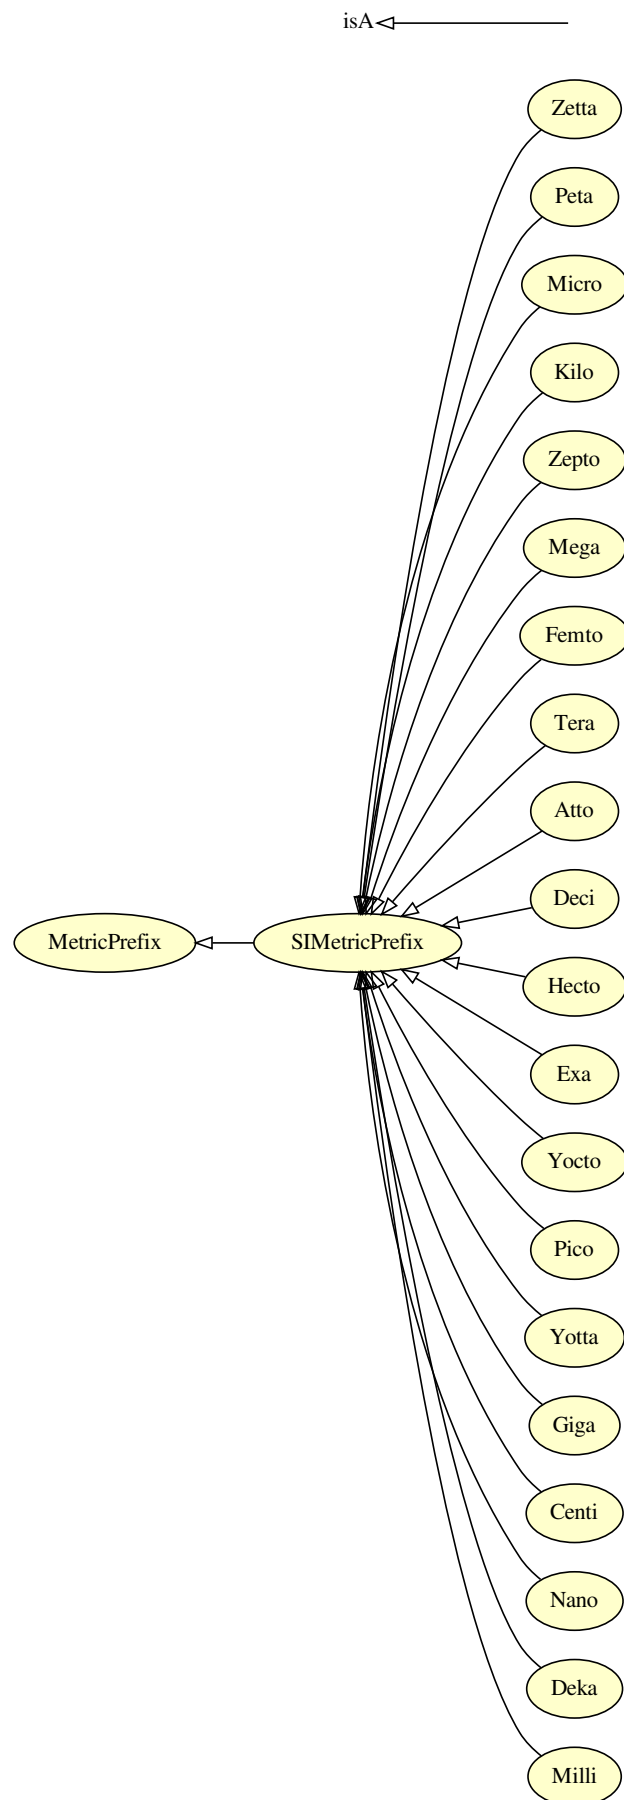 isA
Zetta
Peta
Micro
Kilo
Zepto
Mega
Femto
Tera
Atto
Deci
MetricPrefix
SIMetricPrefix
Hecto
Exa
Yocto
Pico
Yotta
Giga
Centi
Nano
Deka
Milli